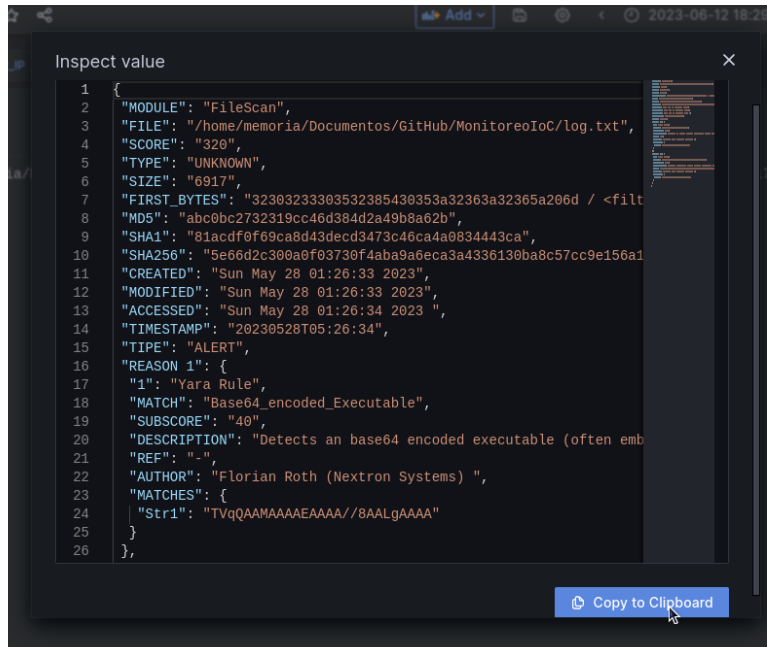 Add
2023-06-12 18:29
_ip
Inspect value
1 {
2 "MODULE": "FileScan",
3 "FILE": "/home/memoria/Documentos/GitHub/MonitoreoIoC/log.txt",
4 "SCORE": "320",
5 "TYPE": "UNKNOWN",
6 "SIZE": "6917",
7 "FIRST_BYTES": "32303233303532385430353a32363a32365a206d / <filt
8 "MD5": "abc0bc2732319cc46d384d2a49b8a62b",
9 "SHA1": "81acdf0f69ca8d43decd3473c46ca4a0834443ca",
10 "SHA256": "5e66d2c300a0f03730f4aba9a6eca3a4336130ba8c57cc9e156a1
11 "CREATED": "Sun May 28 01:26:33 2023",
12 "MODIFIED": "Sun May 28 01:26:33 2023",
13 "ACCESSED": "Sun May 28 01:26:34 2023 ",
14 "TIMESTAMP": "20230528T05:26:34",
15 "TIPE": "ALERT",
16 "REASON 1": {
17 "1": "Yara Rule",
18 "MATCH": "Base64_encoded_Executable",
19 "SUBSCORE": "40",
20 "DESCRIPTION": "Detects an base64 encoded executable (often emb
21 "REF": "-",
22 "AUTHOR": "Florian Roth (Nextron Systems) ",
23 "MATCHES": {
24 "Str1": "TVqQAAMAAAAEAAAA//8AALgAAAA"
25 }
26 },
Copy to Clipboard